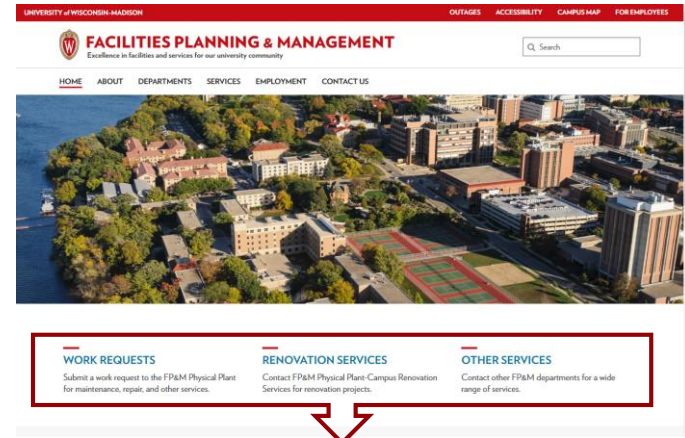 UNIVERSITY of WISCONSIN-MADISON
OUTAGES ACCESSIBILITY CAMPUS MAP FOR EMPLOYEES
FACILITIES PLANNING & MANAGEMENT
Excellence in facilities and services for our university community
Search
HOME ABOUT DEPARTMENTS SERVICES EMPLOYMENT CONTACT US
WORK REQUESTS
Submit a work request to the FP&M Physical Plant
for maintenance, repair, and other services.
RENOVATION SERVICES
Contact FP&M Physical Plant-Campus Renovation
Services for renovation projects.
OTHER SERVICES
Contact other FP&M departments for a wide
range of services.